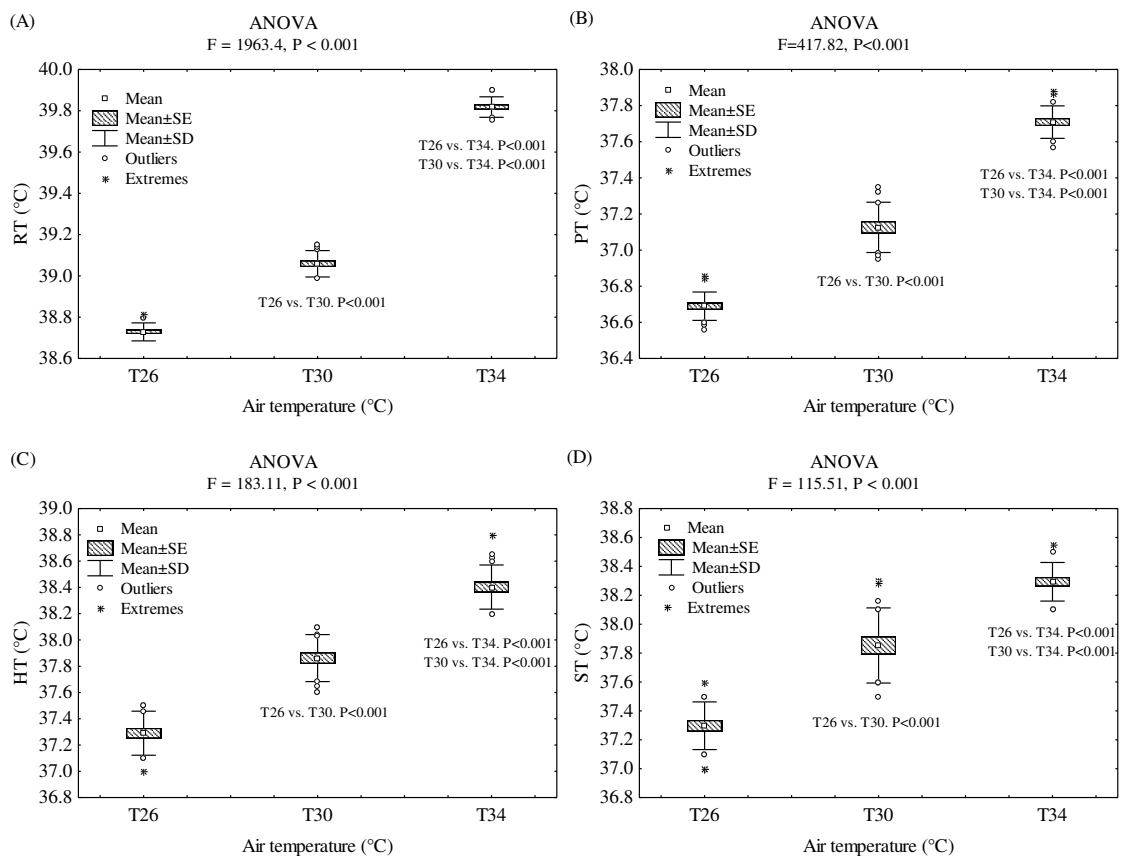 (A)
ANOVA
F = 1963.4, P < 0.001
40.0
39.8
39.6
39.4
39.2
39.0
38.8
38.6
RT (°C)
Mean
Mean±SE
Mean±SD
Outliers
Extremes
T26 vs. T34. P<0.001
T30 vs. T34. P<0.001
T26 vs. T30. P<0.001
T26 T30 T34
Air temperature (°C)
(B)
ANOVA
F=417.82, P<0.001
38.0
37.8
37.6
37.4
37.2
37.0
36.8
36.6
36.4
PT (°C)
Mean
Mean±SE
Mean±SD
Outliers
Extremes
T26 vs. T34. P<0.001
T30 vs. T34. P<0.001
T26 vs. T30. P<0.001
T26 T30 T34
Air temperature (°C)
(C)
ANOVA
F = 183.11, P < 0.001
39.0
38.8
38.6
38.4
38.2
38.0
37.8
37.6
37.4
37.2
37.0
36.8
HT (°C)
Mean
Mean±SE
Mean±SD
Outliers
Extremes
T26 vs. T34. P<0.001
T30 vs. T34. P<0.001
T26 vs. T30. P<0.001
T26 T30 T34
Air temperature (°C)
(D)
ANOVA
F = 115.51, P < 0.001
38.8
38.6
38.4
38.2
38.0
37.8
37.6
37.4
37.2
37.0
36.8
ST (°C)
Mean
Mean±SE
Mean±SD
Outliers
Extremes
T26 vs. T34. P<0.001
T30 vs. T34. P<0.001
T26 vs. T30. P<0.001
T26 T30 T34
Air temperature (°C)